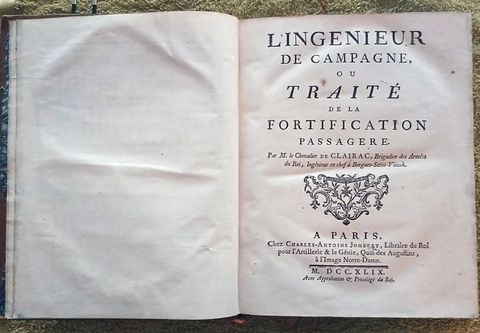 L'INGENIEUR
DE CAMPAGNE,
OU
TRAITÉ
DE LA
FORTIFICATION
PASSAGERE.
Par M. le Chevalier DE CLAIRAC, Brigadier des Armées
du Roi, Ingénieur en chef à Bergues-Saint-Vinock.
A PARIS,
Chez CHARLES-ANTOINE JOMBERT, Libraire du Roi
pour l'Artillerie & le Génie, Quai des Augustins,
à l'Image Notre-Dame.
M. DCC. XLIX.
Avec Approbation & Privilege du Roi.